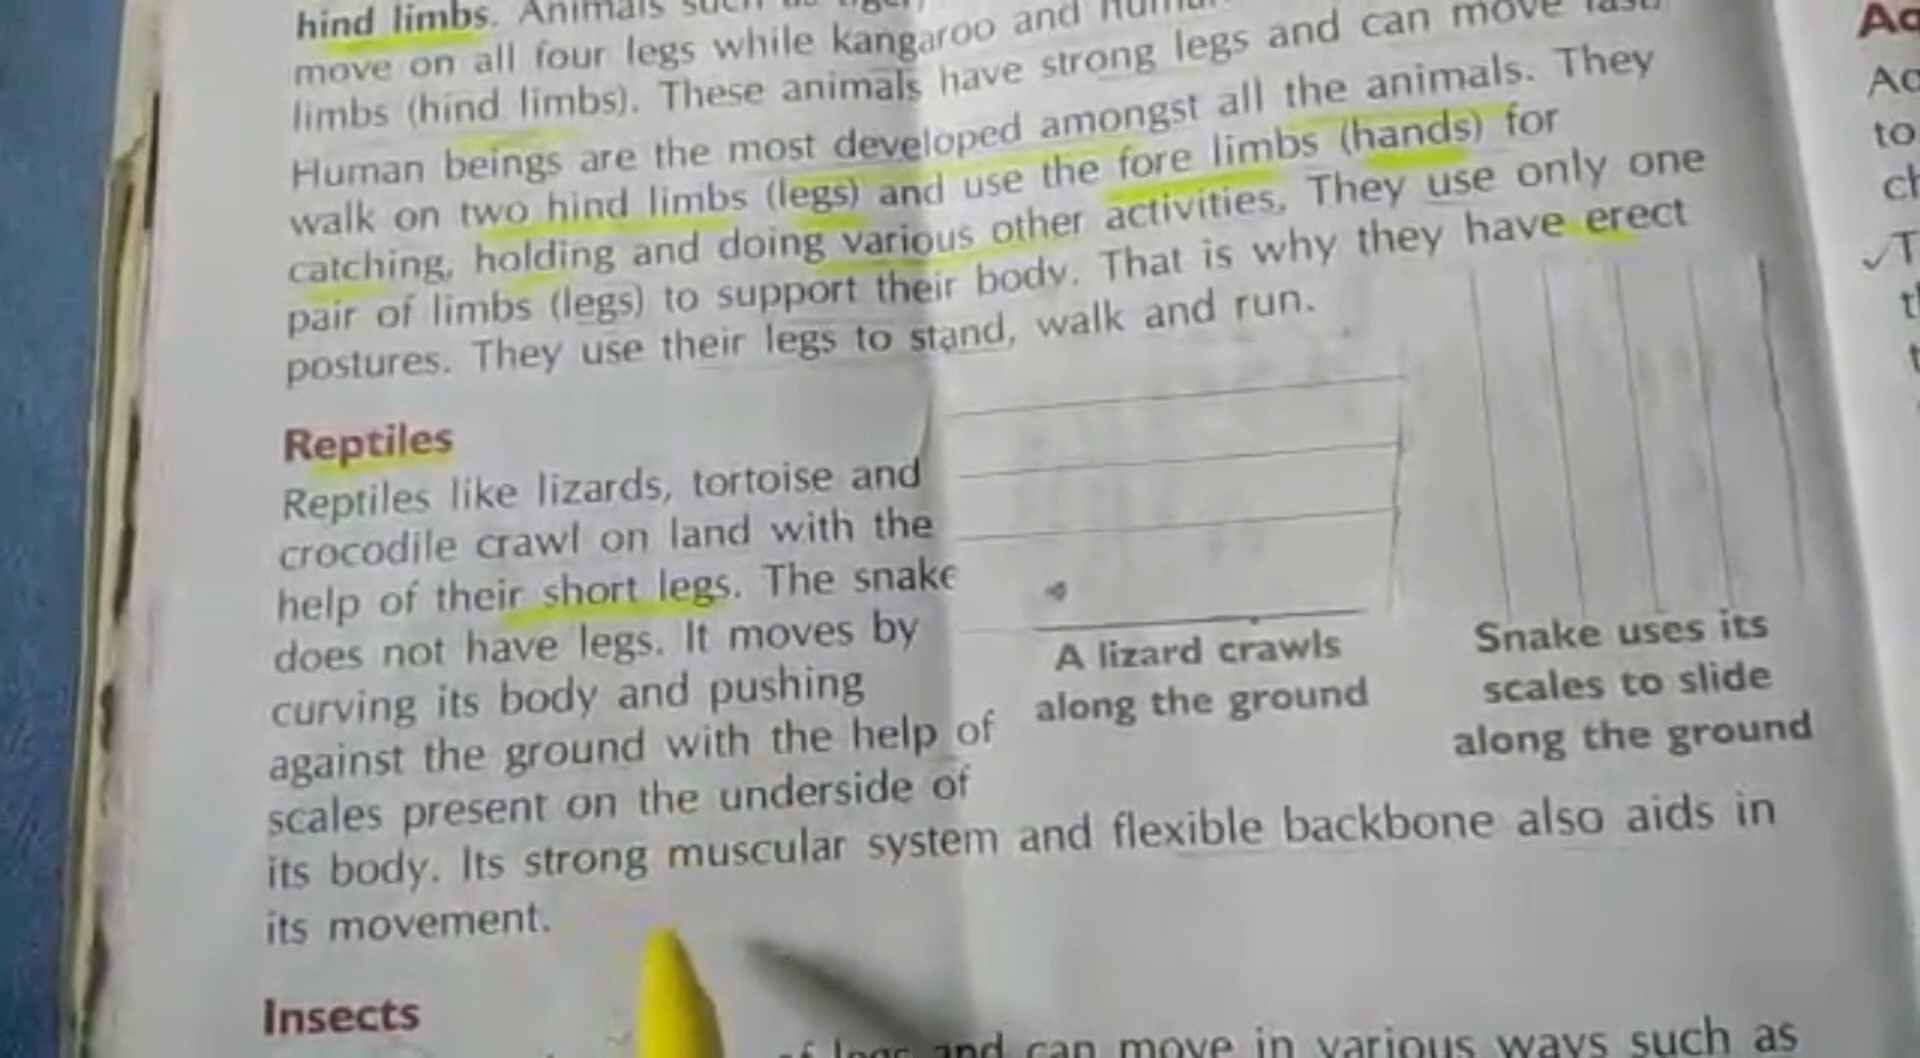 hind limbs. Animals such as
move on all four legs while kangaroo and
limbs (hind limbs). These animals have strong legs and can move fast.
Human beings are the most developed amongst all the animals. They
walk on two hind limbs (legs) and use the fore limbs (hands) for
catching, holding and doing various other activities. They use only one
pair of limbs (legs) to support their body. That is why they have erect
postures. They use their legs to stand, walk and run.
Reptiles
Reptiles like lizards, tortoise and
crocodile crawl on land with the
help of their short legs. The snake
does not have legs. It moves by
curving its body and pushing
against the ground with the help of
scales present on the underside of
its body. Its strong muscular system and flexible backbone also aids in
its movement.
A lizard crawls
along the ground
Snake uses its
scales to slide
along the ground
Insects
of legs and can move in various ways such as
to